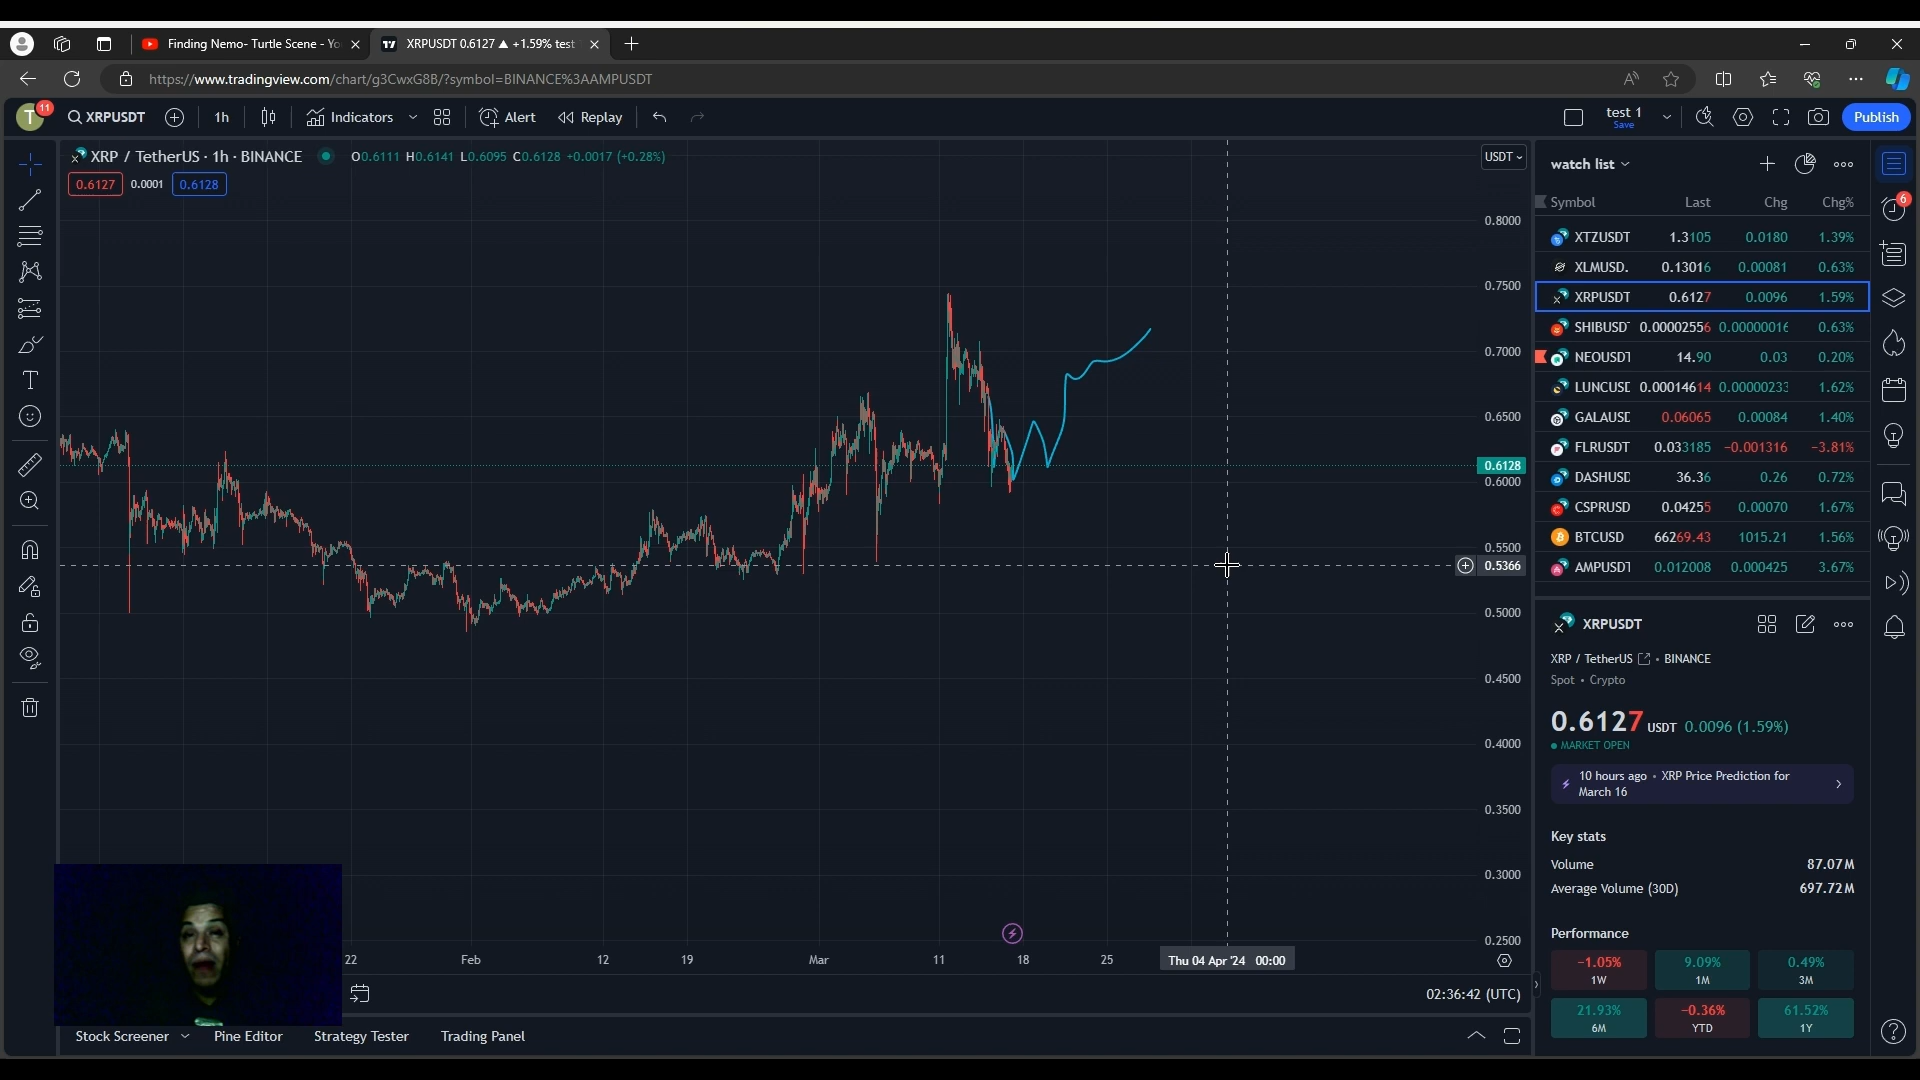 Finding Nemo- Turtle Scene - Yo
XRPUSDT 0.6127 ▲ +1.59% test
https://www.tradingview.com/chart/g3CwxG8B/?symbol=BINANCE%3AAMPUSDT
T 11 XRPUSDT 1h Indicators Alert Replay test 1 Save Publish
XRP / TetherUS · 1h · BINANCE O0.6111 H0.6141 L0.6095 C0.6128 +0.0017 (+0.28%)
0.6127 0.0001 0.6128
USDT
0.8000
0.7500
0.7000
0.6500
0.6128
0.6000
0.5500
0.5366
0.5000
0.4500
0.4000
0.3500
0.3000
0.2500
22 Feb 12 19 Mar 11 18 25 Thu 04 Apr '24 00:00
02:36:42 (UTC)
Stock Screener Pine Editor Strategy Tester Trading Panel
watch list
6
Symbol Last Chg Chg%
XTZUSDT 1.3105 0.0180 1.39%
XLMUSD. 0.13016 0.00081 0.63%
XRPUSDT 0.6127 0.0096 1.59%
SHIBUSD 0.00002556 0.00000016 0.63%
NEOUSDT 14.90 0.03 0.20%
LUNCUSD 0.00014614 0.00000233 1.62%
GALAUSD 0.06065 0.00084 1.40%
FLRUSDT 0.033185 -0.001316 -3.81%
DASHUSD 36.36 0.26 0.72%
CSPRUSD 0.04255 0.00070 1.67%
BTCUSD 66269.43 1015.21 1.56%
AMPUSDT 0.012008 0.000425 3.67%
XRPUSDT
XRP / TetherUS • BINANCE
Spot • Crypto
0.6127 USDT 0.0096 (1.59%)
MARKET OPEN
10 hours ago • XRP Price Prediction for
March 16
Key stats
Volume 87.07M
Average Volume (30D) 697.72M
Performance
-1.05% 9.09% 0.49%
1W 1M 3M
21.93% -0.36% 61.52%
6M YTD 1Y